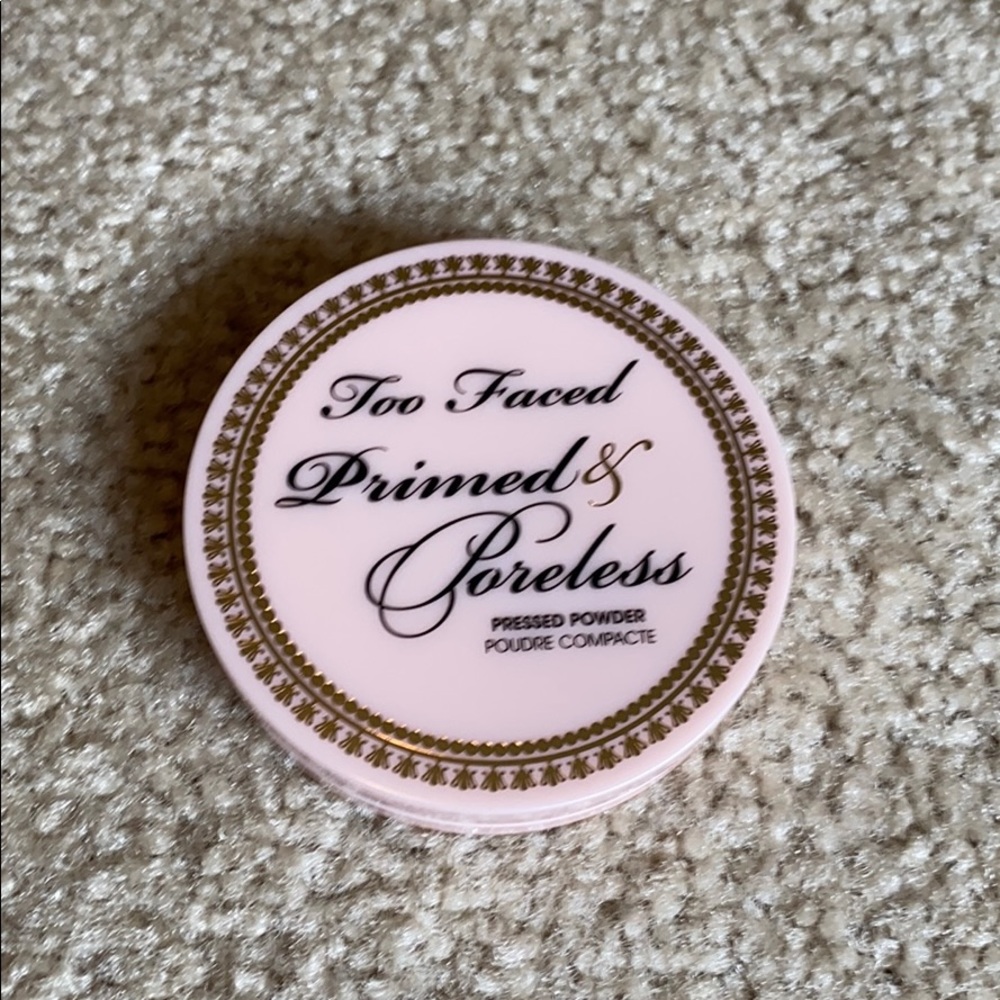 Too Faced
Primed &
Poreless
PRESSED POWDER
POUDRE COMPACTE